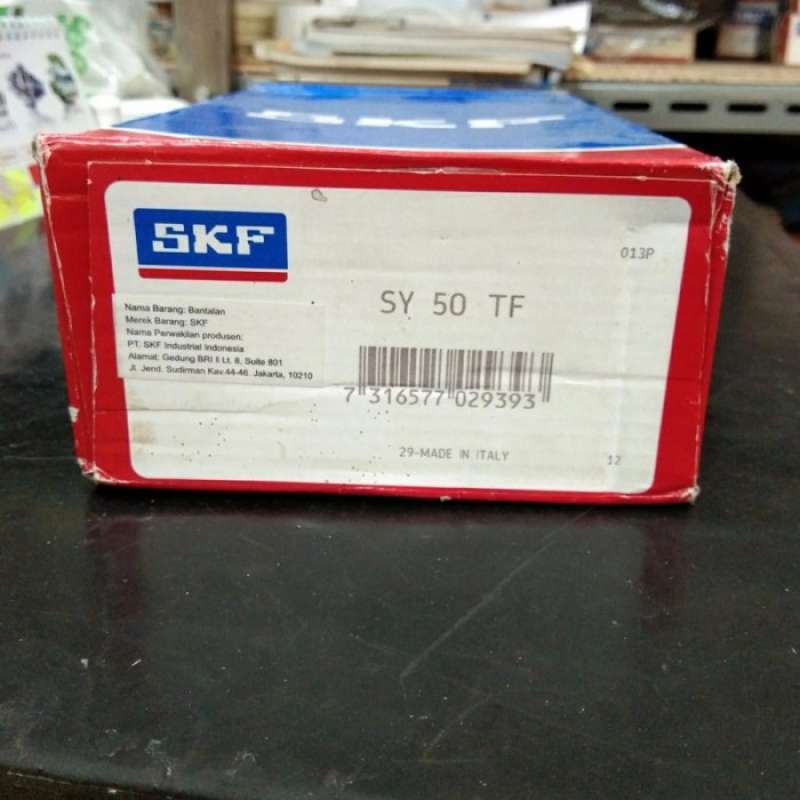 SKF
SKF
013P
SY 50 TF
Nama Barang: Bantalan
Merek Barang: SKF
Nama Perwakilan produsen:
PT. SKF Industrial Indonesia
Alamat: Gedung BRI II Lt. 8, Suite 801
Jl. Jend. Sudirman Kav.44-46. Jakarta, 10210
7 316577 029393
29-MADE IN ITALY
12